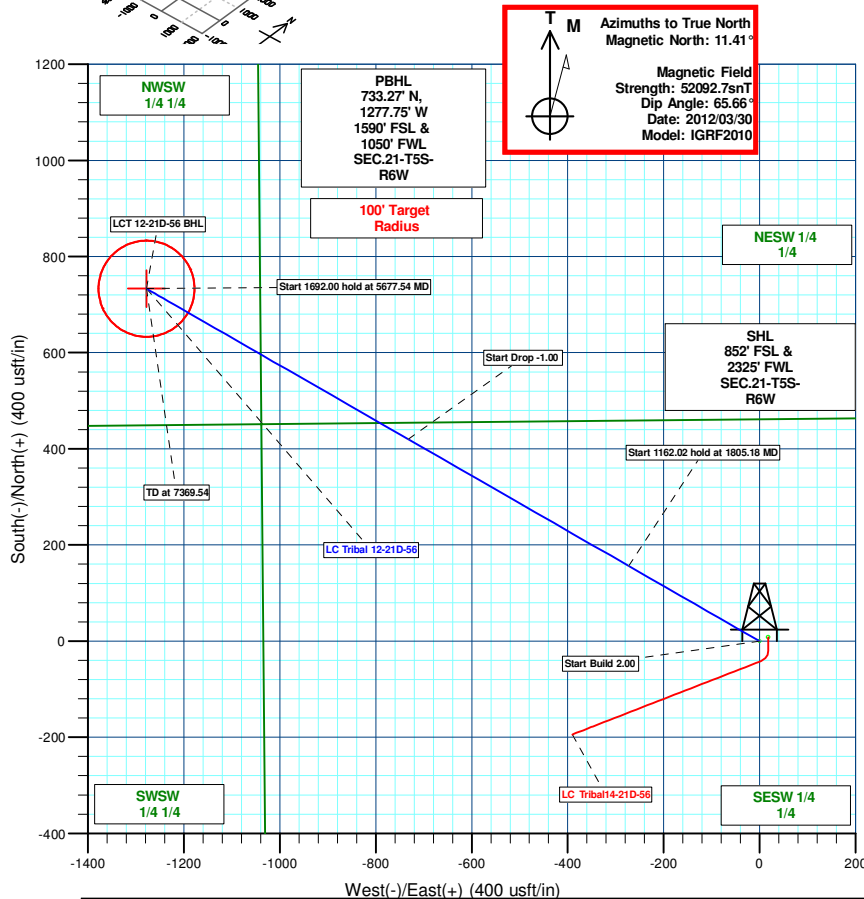 -1000
0
1000
1000
T
M
Azimuths to True North
Magnetic North: 11.41°
Magnetic Field
Strength: 52092.7snT
Dip Angle: 65.66°
Date: 2012/03/30
Model: IGRF2010
NWSW
1/4 1/4
PBHL
733.27' N,
1277.75' W
1590' FSL &
1050' FWL
SEC.21-T5S-
R6W
100' Target
Radius
LCT 12-21D-56 BHL
NESW 1/4
1/4
Start 1692.00 hold at 5677.54 MD
SHL
852' FSL &
2325' FWL
SEC.21-T5S-
R6W
Start Drop -1.00
Start 1162.02 hold at 1805.18 MD
TD at 7369.54
LC Tribal 12-21D-56
Start Build 2.00
LC Tribal14-21D-56
SWSW
1/4 1/4
SESW 1/4
1/4
South(-)/North(+) (400 usft/in)
1200
1000
800
600
400
200
0
-200
-400
-1400
-1200
-1000
-800
-600
-400
-200
0
200
West(-)/East(+) (400 usft/in)